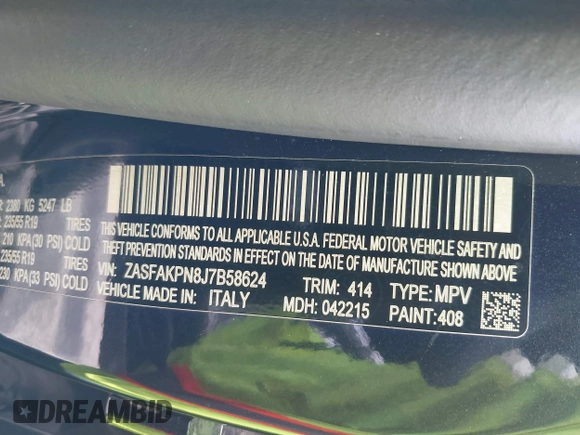 A.
: 2380 KG 5247 LB
: 235/55 R19 TIRES
: 210 KPA(30 PSI) COLD
235/55 R19 TIRES
230 KPA (33 PSI) COLD
THIS VEHICLE CONFORMS TO ALL APPLICABLE U.S.A. FEDERAL MOTOR VEHICLE SAFETY AND
THEFT PREVENTION STANDARDS IN EFFECT ON THE DATE OF MANUFACTURE SHOWN ABOVE
VIN: ZASFAKPN8J7B58624 TRIM: 414 TYPE: MPV
VEHICLE MADE IN: ITALY MDH: 042215 PAINT: 408
DREAMBID